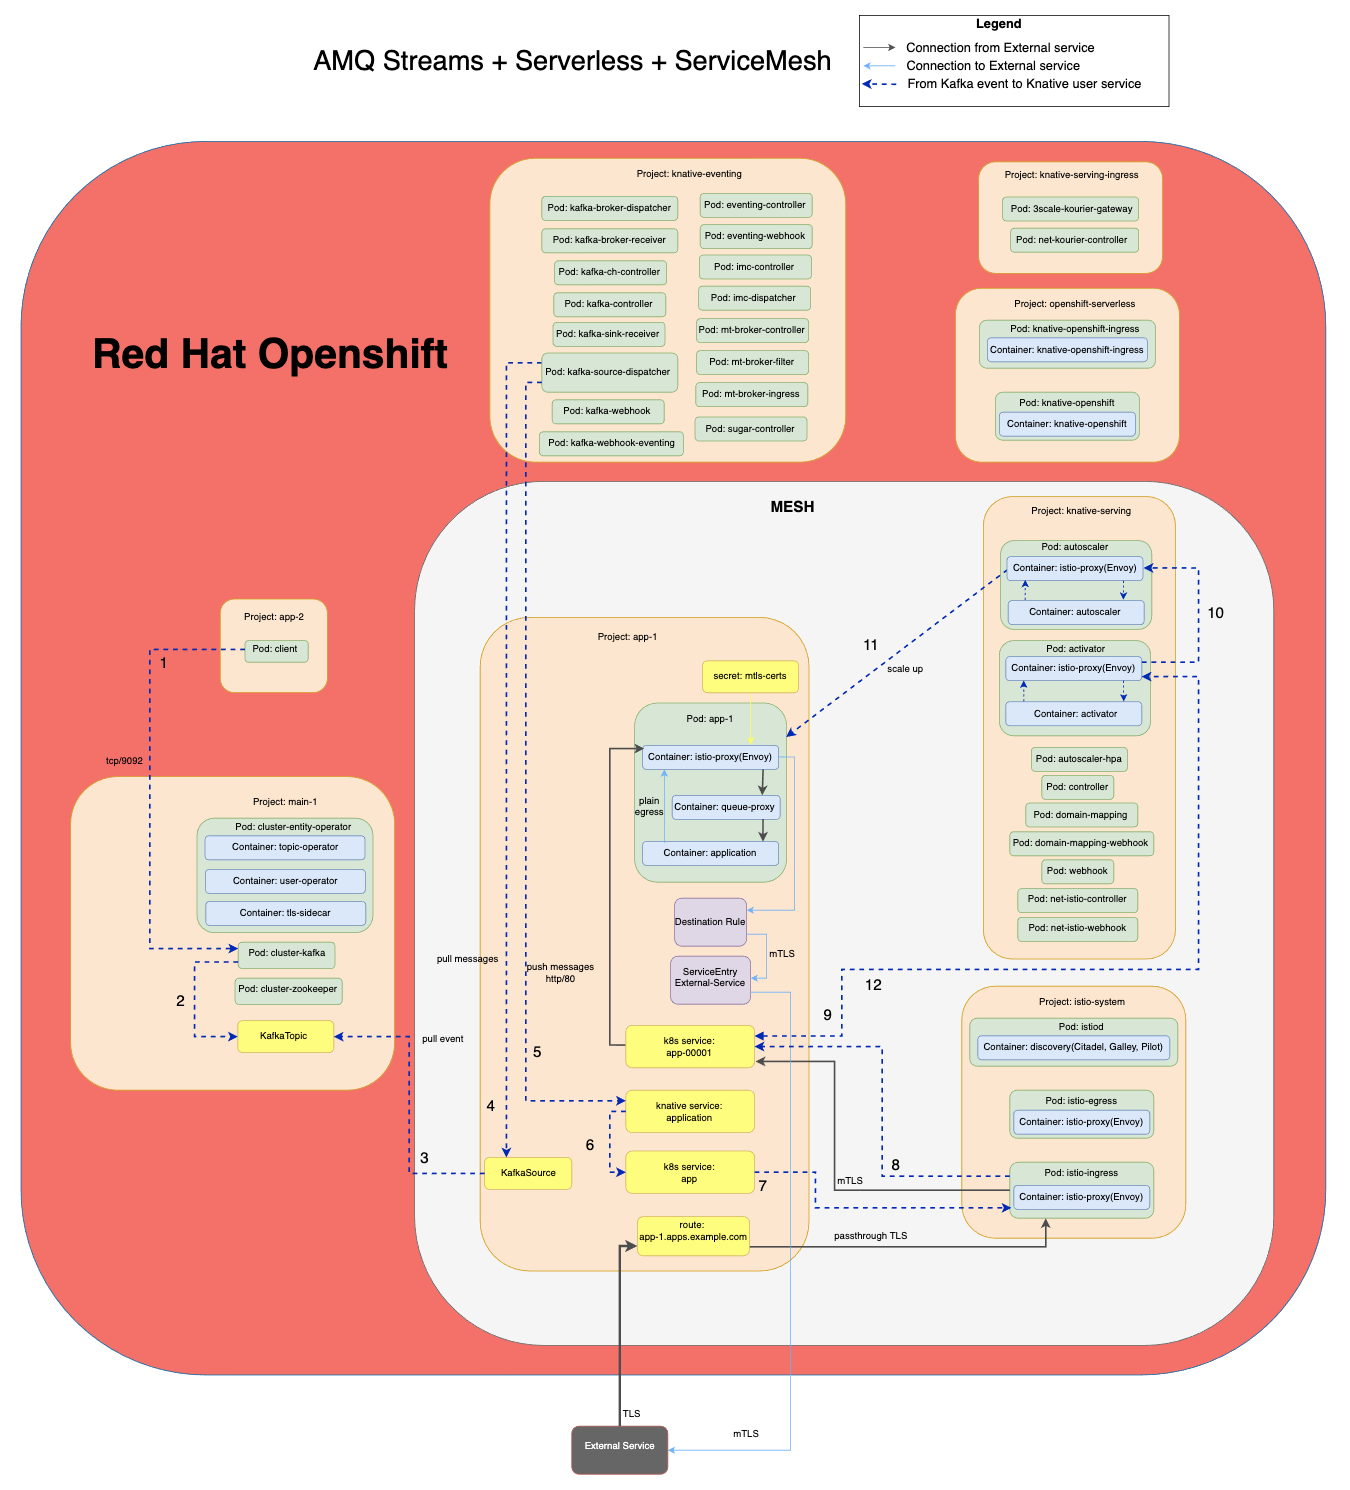 AMQ Streams + Serverless + ServiceMesh
Legend
Connection from External service
Connection to External service
From Kafka event to Knative user service
Red Hat Openshift
Project: knative-eventing
Pod: kafka-broker-dispatcher
Pod: kafka-broker-receiver
Pod: kafka-ch-controller
Pod: kafka-controller
Pod: kafka-sink-receiver
Pod: kafka-source-dispatcher
Pod: kafka-webhook
Pod: kafka-webhook-eventing
Pod: eventing-controller
Pod: eventing-webhook
Pod: imc-controller
Pod: imc-dispatcher
Pod: mt-broker-controller
Pod: mt-broker-filter
Pod: mt-broker-ingress
Pod: sugar-controller
Project: knative-serving-ingress
Pod: 3scale-kourier-gateway
Pod: net-kourier-controller
Project: openshift-serverless
Pod: knative-openshift-ingress
Container: knative-openshift-ingress
Pod: knative-openshift
Container: knative-openshift
MESH
Project: knative-serving
Pod: autoscaler
Container: istio-proxy(Envoy)
Container: autoscaler
Pod: activator
Container: istio-proxy(Envoy)
Container: activator
Pod: autoscaler-hpa
Pod: controller
Pod: domain-mapping
Pod: domain-mapping-webhook
Pod: webhook
Pod: net-istio-controller
Pod: net-istio-webhook
10
11
scale up
Project: app-2
Pod: client
1
tcp/9092
Project: main-1
Pod: cluster-entity-operator
Container: topic-operator
Container: user-operator
Container: tls-sidecar
Pod: cluster-kafka
Pod: cluster-zookeeper
2
KafkaTopic
pull event
3
Project: app-1
secret: mtls-certs
Pod: app-1
Container: istio-proxy(Envoy)
plain
egress
Container: queue-proxy
Container: application
Destination Rule
mTLS
ServiceEntry
External-Service
pull messages
push messages
http/80
k8s service:
app-00001
9
12
5
knative service:
application
4
6
k8s service:
app
7
KafkaSource
route:
app-1.apps.example.com
8
mTLS
passthrough TLS
Project: istio-system
Pod: istiod
Container: discovery(Citadel, Galley, Pilot)
Pod: istio-egress
Container: istio-proxy(Envoy)
Pod: istio-ingress
Container: istio-proxy(Envoy)
TLS
mTLS
External Service